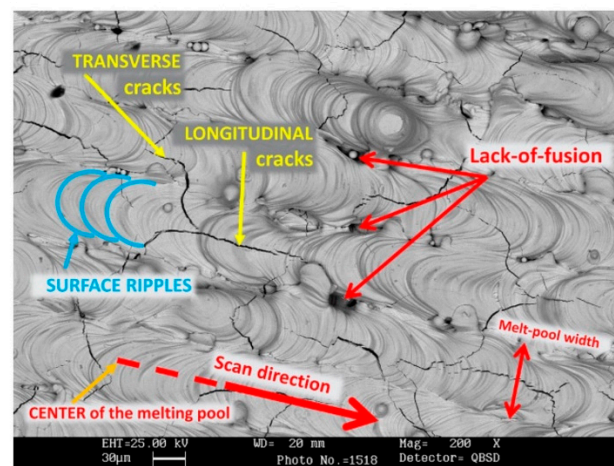 TRANSVERSE
cracks
LONGITUDINAL
cracks
Lack-of-fusion
SURFACE RIPPLES
Melt-pool width
Scan direction
CENTER of the melting pool
EHT=25.00 kV WD= 20 mm Mag= 200 X
30µm Photo No.=1518 Detector= QBSD